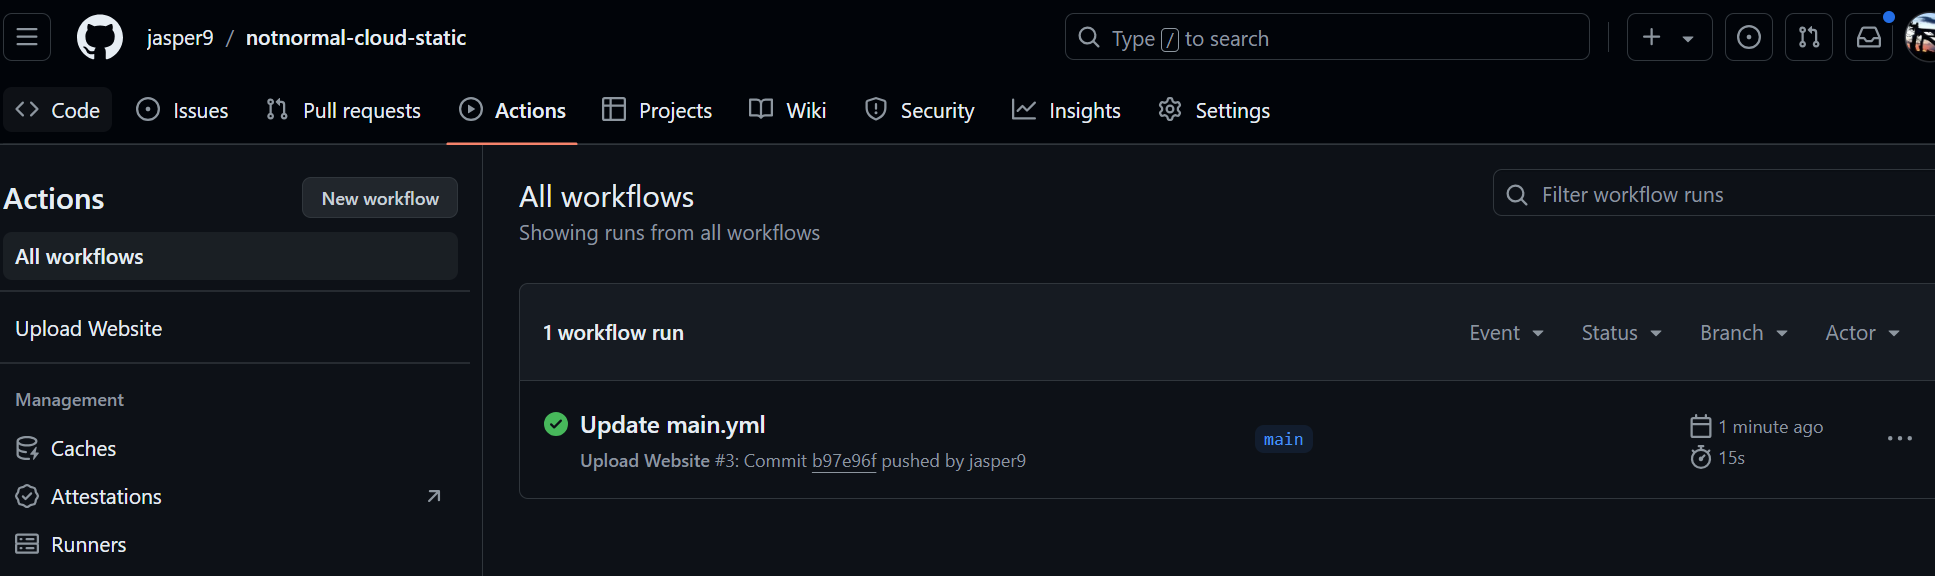 jasper9 / notnormal-cloud-static
Type / to search
Code
Issues
Pull requests
Actions
Projects
Wiki
Security
Insights
Settings
Actions
New workflow
All workflows
Upload Website
Management
Caches
Attestations
Runners
All workflows
Showing runs from all workflows
Filter workflow runs
1 workflow run
Event
Status
Branch
Actor
Update main.yml
Upload Website #3: Commit b97e96f pushed by jasper9
main
1 minute ago
15s